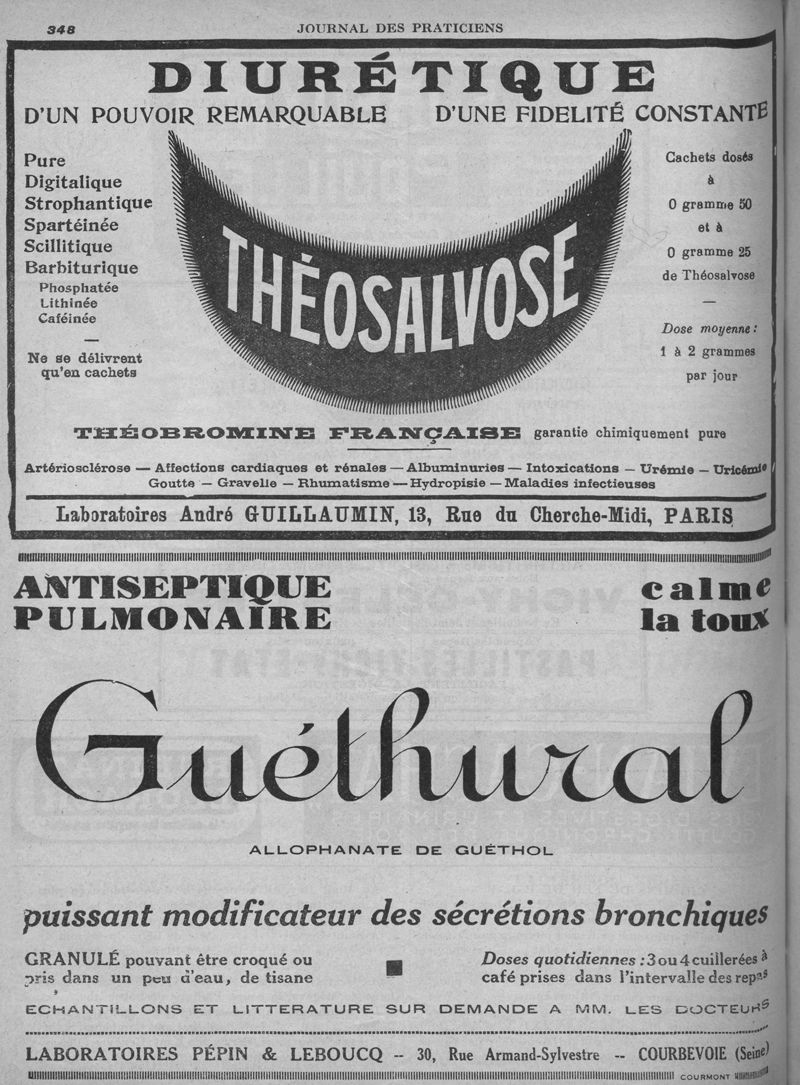 348
JOURNAL DES PRATICIENS
DIURÉTIQUE
D'UN POUVOIR REMARQUABLE D'UNE FIDELITÉ CONSTANTE
Pure
Digitalique
Strophantique
Spartéinée
Scillitique
Barbiturique
Phosphatée
Lithinée
Caféinée
—
Ne se délivrent
qu'en cachets
THÉOSALVOSE
Cachets dosés
à
0 gramme 50
et à
0 gramme 25
de Théosalvose
—
Dose moyenne :
1 à 2 grammes
par jour
THÉOBROMINE FRANÇAISE garantie chimiquement pure
Artériosclérose — Affections cardiaques et rénales — Albuminuries — Intoxications — Urémie — Uricémie
Goutte — Gravelle — Rhumatisme — Hydropisie — Maladies infectieuses
Laboratoires André GUILLAUMIN, 13, Rue du Cherche-Midi, PARIS
ANTISEPTIQUE
PULMONAIRE
calme
la toux
Guéthural
ALLOPHANATE DE GUÉTHOL
puissant modificateur des sécrétions bronchiques
GRANULÉ pouvant être croqué ou
pris dans un peu d'eau, de tisane
Doses quotidiennes : 3 ou 4 cuillerées à
café prises dans l'intervalle des repas
ECHANTILLONS ET LITTERATURE SUR DEMANDE A MM. LES DOCTEURS
LABORATOIRES PÉPIN & LEBOUCQ -- 30, Rue Armand-Sylvestre -- COURBEVOIE (Seine)
COURMONT